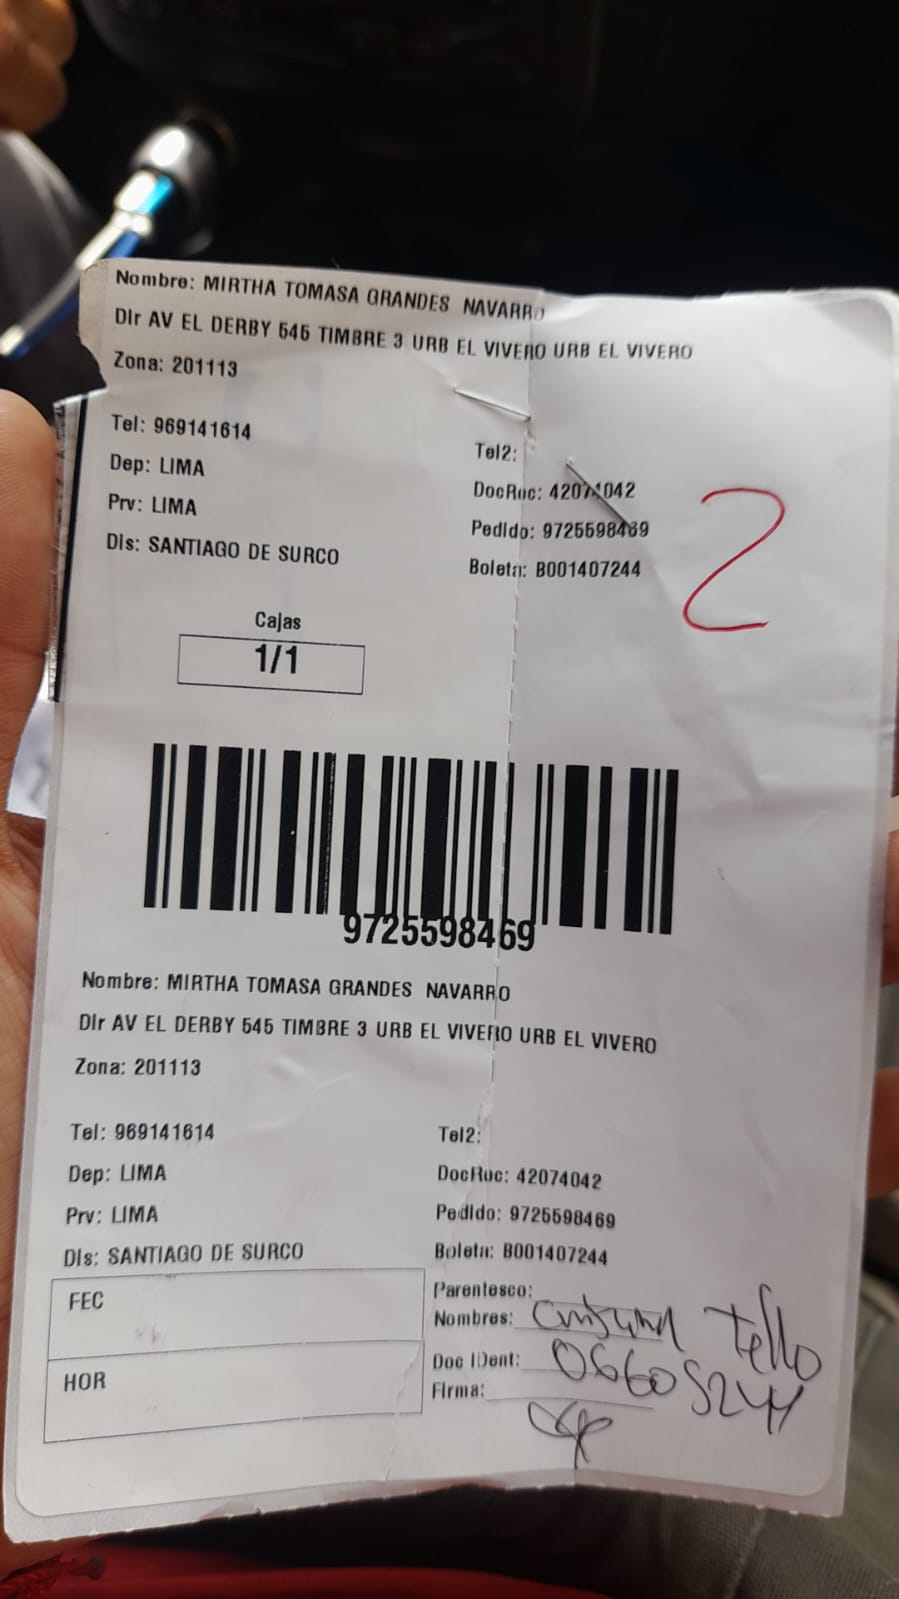 Nombre: MIRTHA TOMASA GRANDES NAVARRO
Dir AV EL DERBY 545 TIMBRE 3 URB EL VIVERO URB EL VIVERO
Zona: 201113
Tel: 969141614
Tel2:
Dep: LIMA
DocRuc: 42074042
Prv: LIMA
Pedido: 9725598469
Dis: SANTIAGO DE SURCO
Boleta: B001407244
2
Cajas
1/1
9725598469
Nombre: MIRTHA TOMASA GRANDES NAVARRO
Dir AV EL DERBY 545 TIMBRE 3 URB EL VIVERO URB EL VIVERO
Zona: 201113
Tel: 969141614
Tel2:
Dep: LIMA
DocRuc: 42074042
Prv: LIMA
Pedido: 9725598469
Dis: SANTIAGO DE SURCO
Boleta: B001407244
FEC
Parentesco:
Nombres: Tello
HOR
Doc IDent:
Firma: